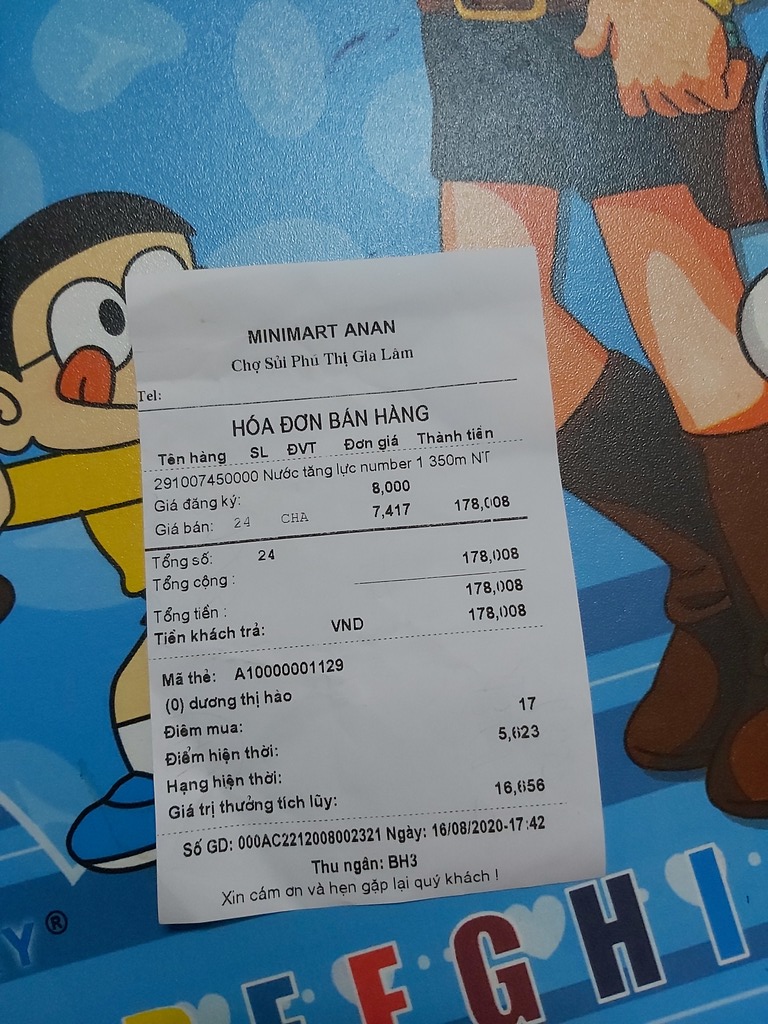 MINIMART ANAN
Chợ Sủi Phú Thị Gia Lâm
Tel:
HÓA ĐƠN BÁN HÀNG
Tên hàng SL ĐVT Đơn giá Thành tiền
291007450000 Nước tăng lực number 1 350m NT
Giá đăng ký: 8,000
Giá bán: 24 CHA 7,417 178,008
Tổng số: 24 178,008
Tổng cộng :
Tổng tiền : 178,008
Tiền khách trả: VND 178,008
Mã thẻ: A10000001129
(0) dương thị hảo
Điểm mua: 17
Điểm hiện thời: 5,623
Hạng hiện thời:
Giá trị thưởng tích lũy: 16,656
Số GD: 000AC2212008002321 Ngày: 16/08/2020-17:42
Thu ngân: BH3
Xin cám ơn và hẹn gặp lại quý khách !
Y®
E F G H I